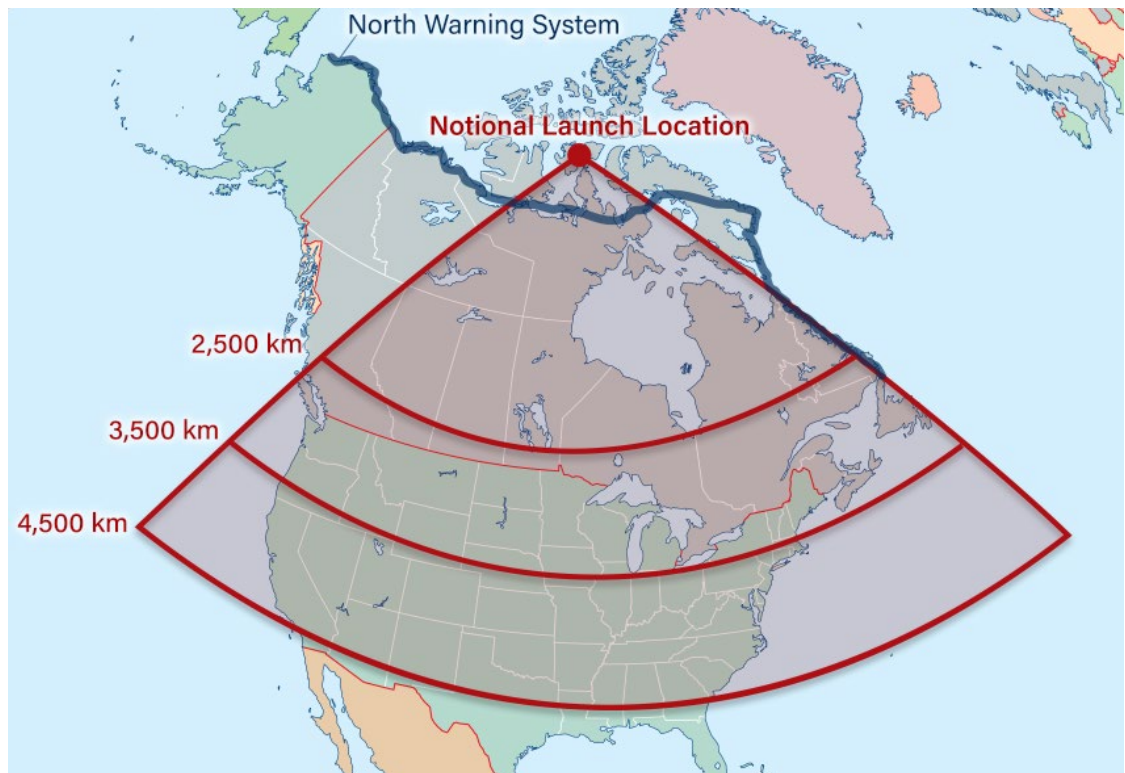 North Warning System
Notional Launch Location
2,500 km
3,500 km
4,500 km